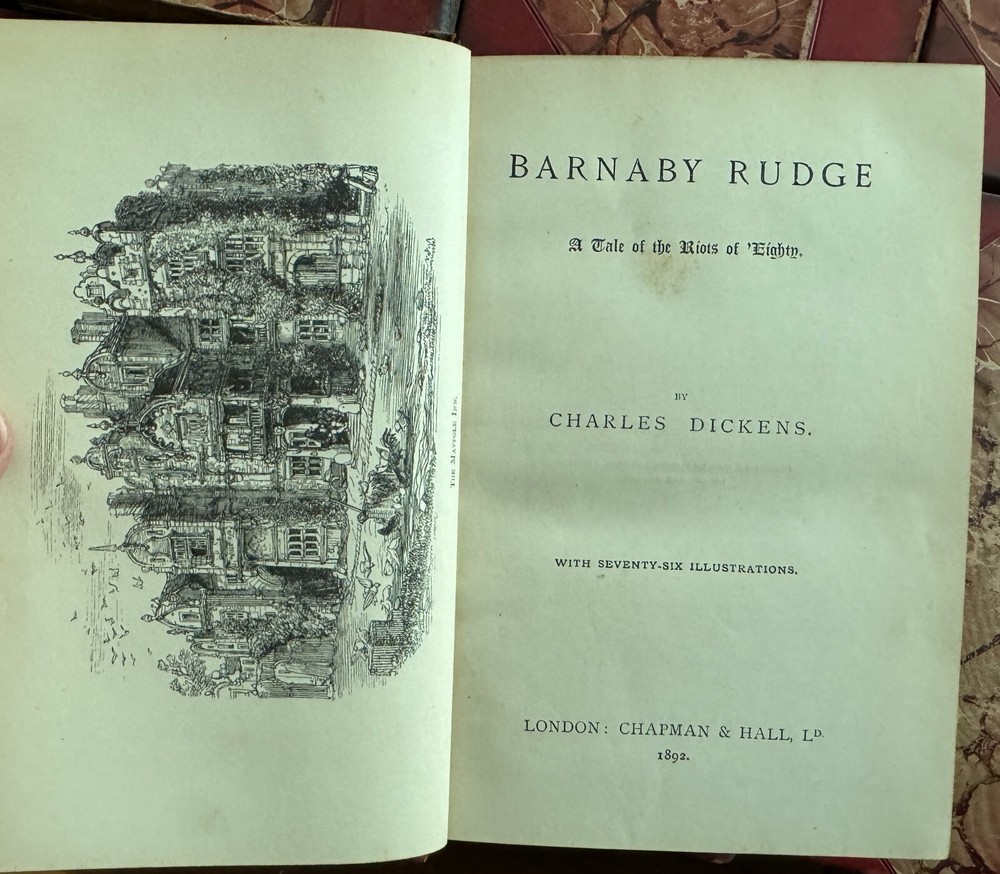 THE MAYPOLE INN.
BARNABY RUDGE
A Tale of the Riots of 'Eighty.
BY
CHARLES DICKENS.
WITH SEVENTY-SIX ILLUSTRATIONS.
LONDON: CHAPMAN & HALL, LD.
1892.